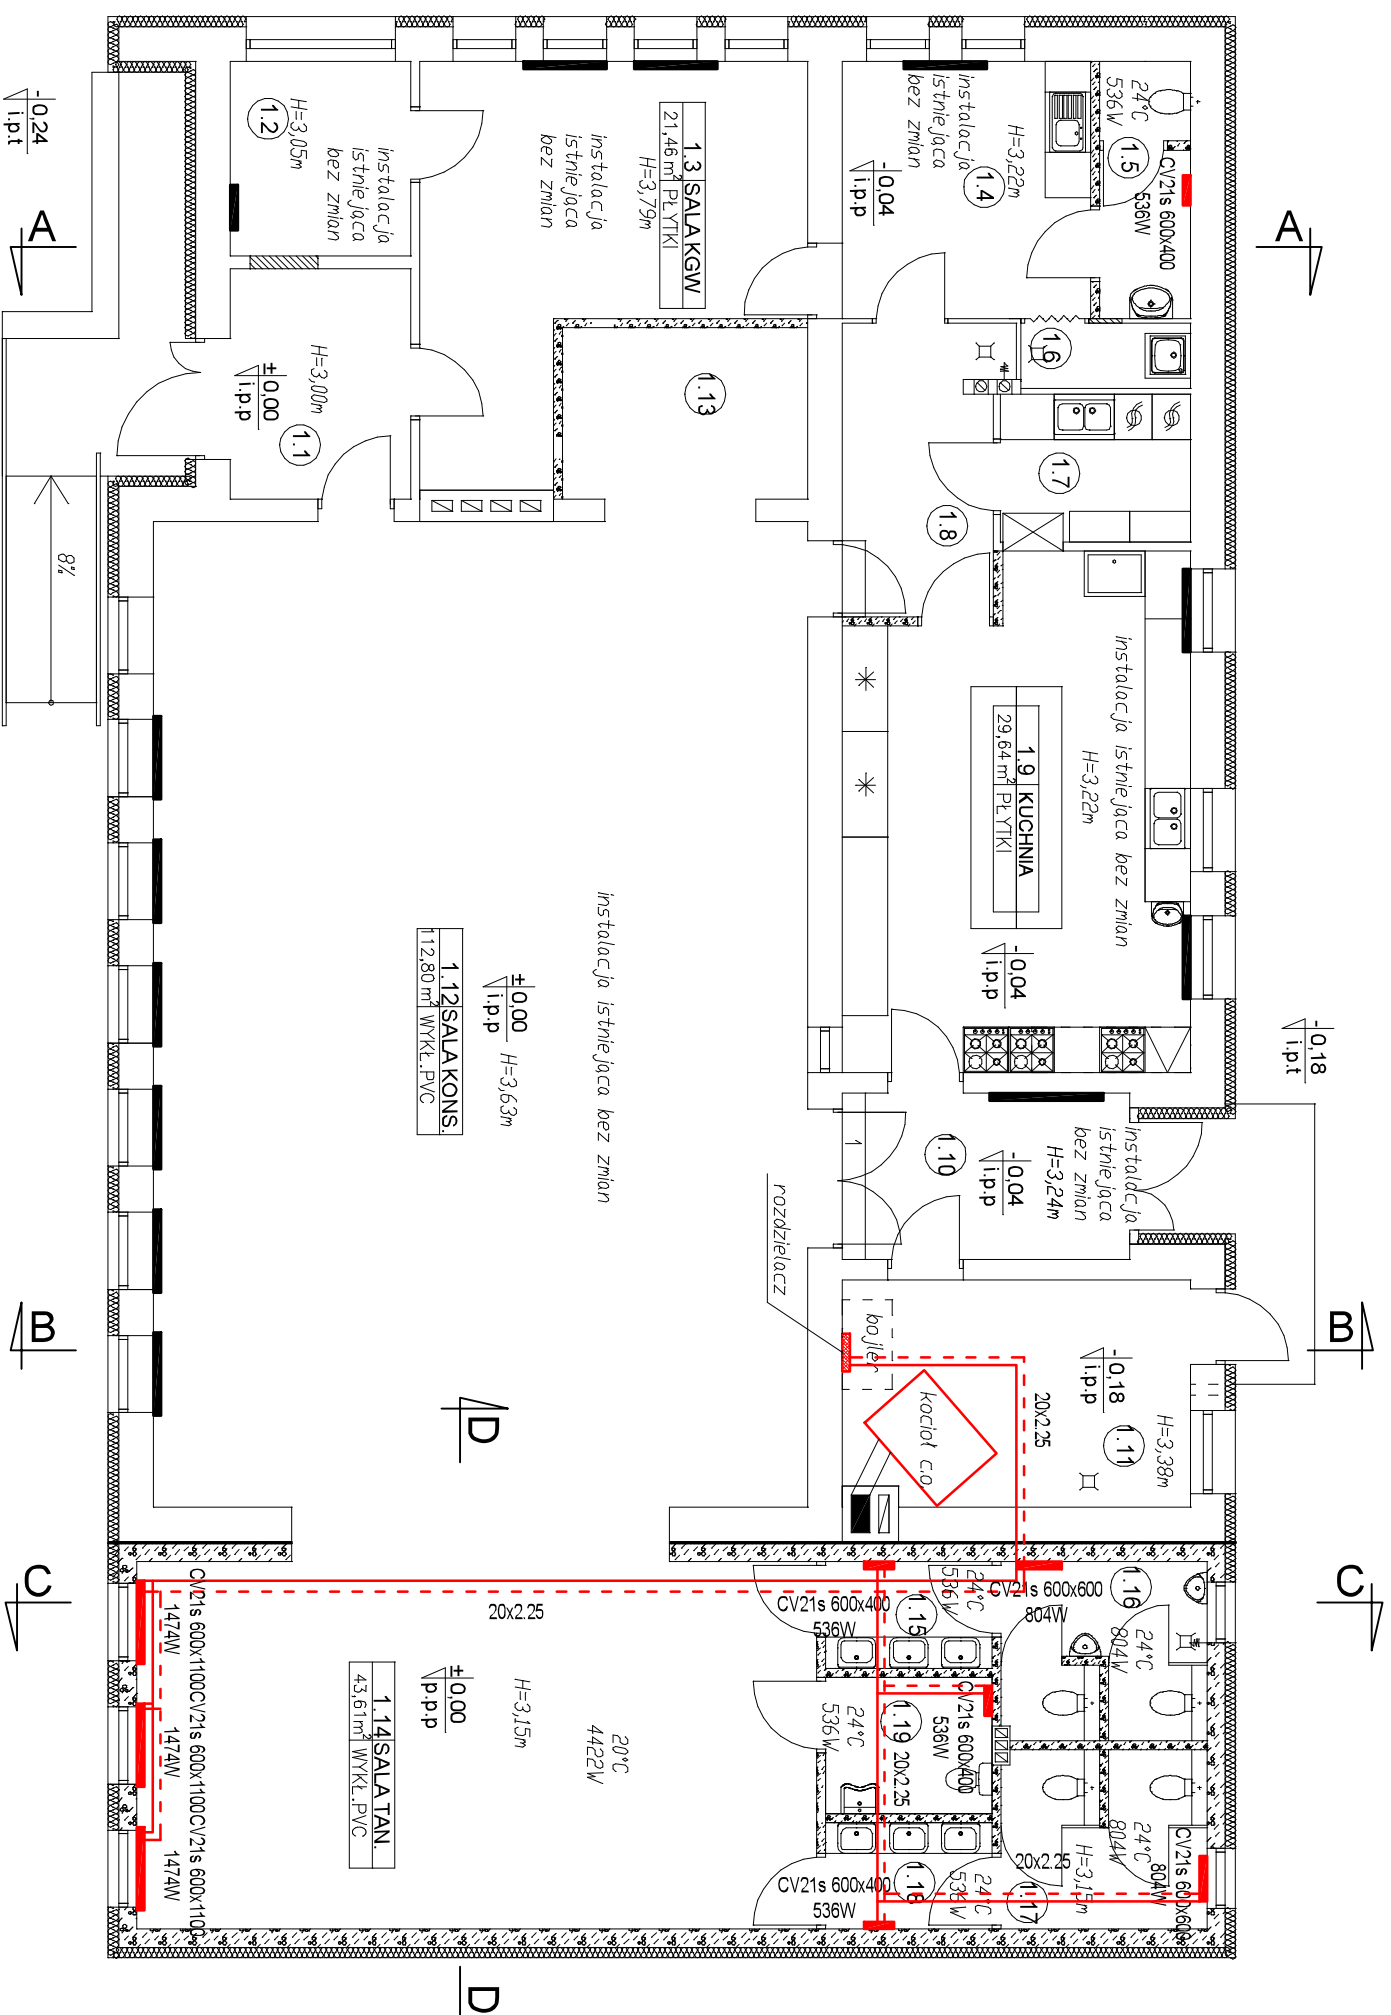 -0,24
i.p.t
A
1.2
H=3,05m
instalacja
istniejąca
bez zmian
instalacja
istniejąca
bez zmian
H=3,79m
1.3 SALA KGW
21,46 m² PŁYTKI
-0,04
i.p.p
instalacja
istniejąca
bez zmian
1.4
H=3,22m
24°C
536W
1.5
CV21s 600x400
536W
A
H=3,00m
±0,00
i.p.p
1.1
1.13
1.6
1.7
1.8
8%
instalacja istniejąca bez zmian
H=3,22m
1.9 KUCHNIA
29,64 m² PŁYTKI
-0,04
i.p.p
instalacja istniejąca bez zmian
±0,00
i.p.p
H=3,63m
1.12 SALA KONS.
112,80 m² WYKŁ.PVC
-0,18
i.p.t
1
1.10
-0,04
i.p.p
H=3,24m
instalacja
istniejąca
bez zmian
rozdzielacz
B
bojler
kocioł c.o.
20x2.25
-0,18
i.p.p
1.11
H=3,38m
B
D
C
CV21s 600x1100
1474W
CV21s 600x1100
1474W
CV21s 600x1100
1474W
20x2.25
±0,00
p.p.p
H=3,15m
20°C
4422W
1.14 SALA TAN.
43,61m² WYKŁ.PVC
CV21s 600x400
536W
1.15
24°C
536W
CV21s 600x600
804W
1.16
24°C
804W
C
24°C
536W
1.19
CV21s 600x400
536W
20x2.25
CV21s 600x400
536W
1.18
24°C
536W
20x2.25
1.17
H=3,15m
24°C
804W
CV21s 600x600
804W
D